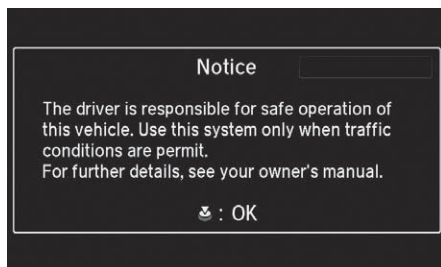 Notice
The driver is responsible for safe operation of
this vehicle. Use this system only when traffic
conditions are permit.
For further details, see your owner's manual.
: OK